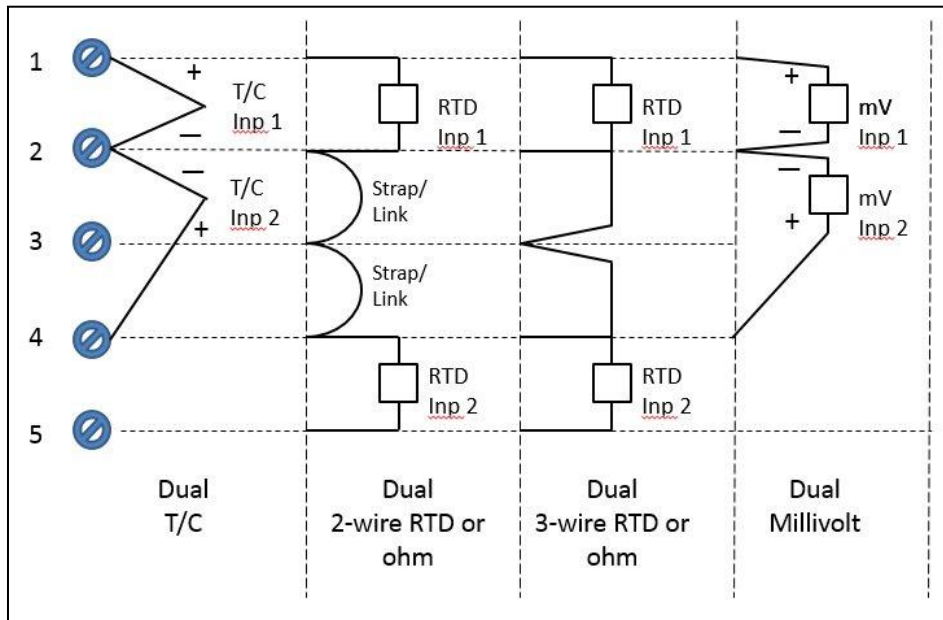 1
2
3
4
5
+
T/C
Inp 1
—
—
T/C
Inp 2
+
RTD
Inp 1
Strap/
Link
Strap/
Link
RTD
Inp 2
RTD
Inp 1
RTD
Inp 2
+
mV
Inp 1
—
—
mV
Inp 2
+
Dual
T/C
Dual
2-wire RTD or
ohm
Dual
3-wire RTD or
ohm
Dual
Millivolt